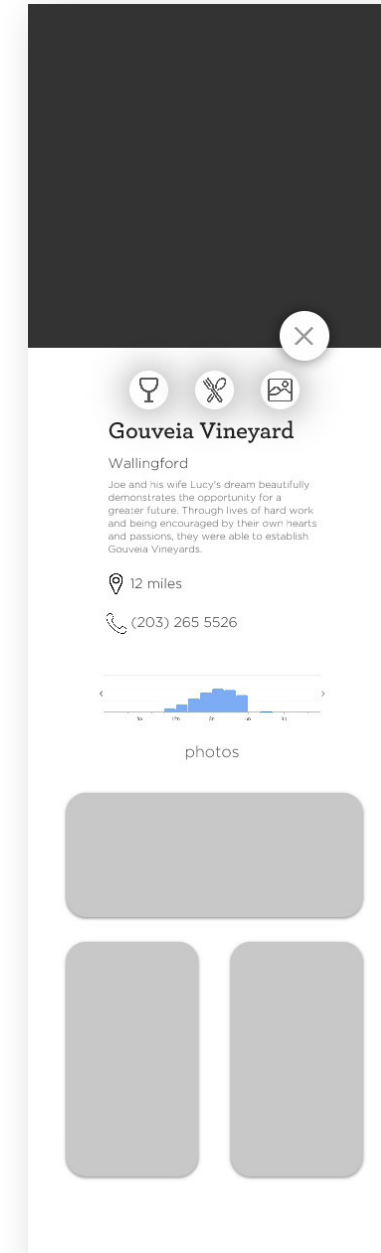 Gouveia Vineyard
Wallingford
Joe and his wife Lucy's dream beautifully
demonstrates the opportunity for a
greater future. Through lives of hard work
and being encouraged by their own hearts
and passions, they were able to establish
Gouveia Vineyards.
12 miles
(203) 265 5526
photos